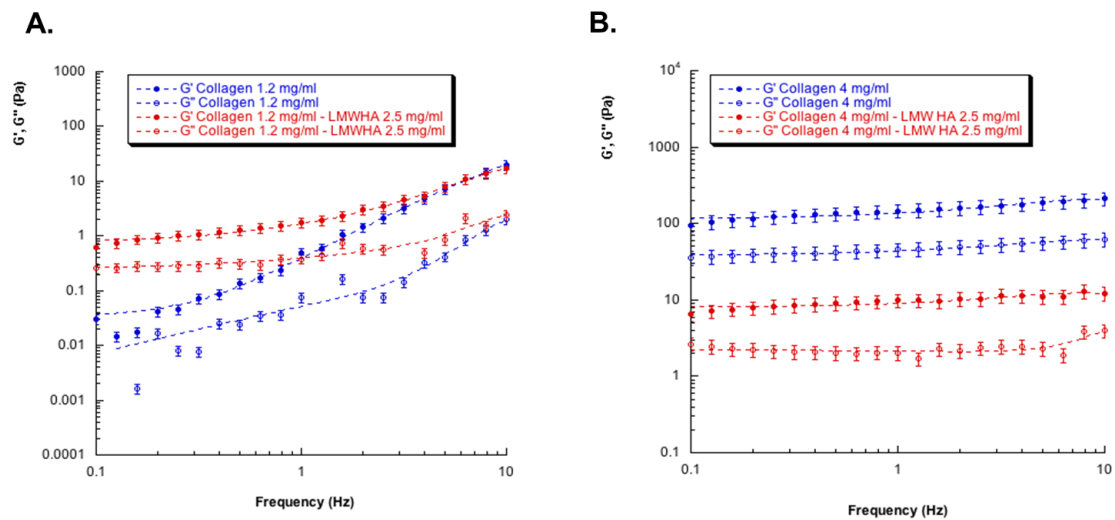 A.
G', G'' (Pa)
1000
100
10
1
0.1
0.01
0.001
0.0001
G' Collagen 1.2 mg/ml
G'' Collagen 1.2 mg/ml
G' Collagen 1.2 mg/ml - LMWHA 2.5 mg/ml
G'' Collagen 1.2 mg/ml - LMWHA 2.5 mg/ml
0.1
1
10
Frequency (Hz)
B.
G', G'' (Pa)
10⁴
1000
100
10
1
0.1
G' Collagen 4 mg/ml
G'' Collagen 4 mg/ml
G' Collagen 4 mg/ml - LMW HA 2.5 mg/ml
G'' Collagen 4 mg/ml - LMW HA 2.5 mg/ml
0.1
1
10
Frequency (Hz)